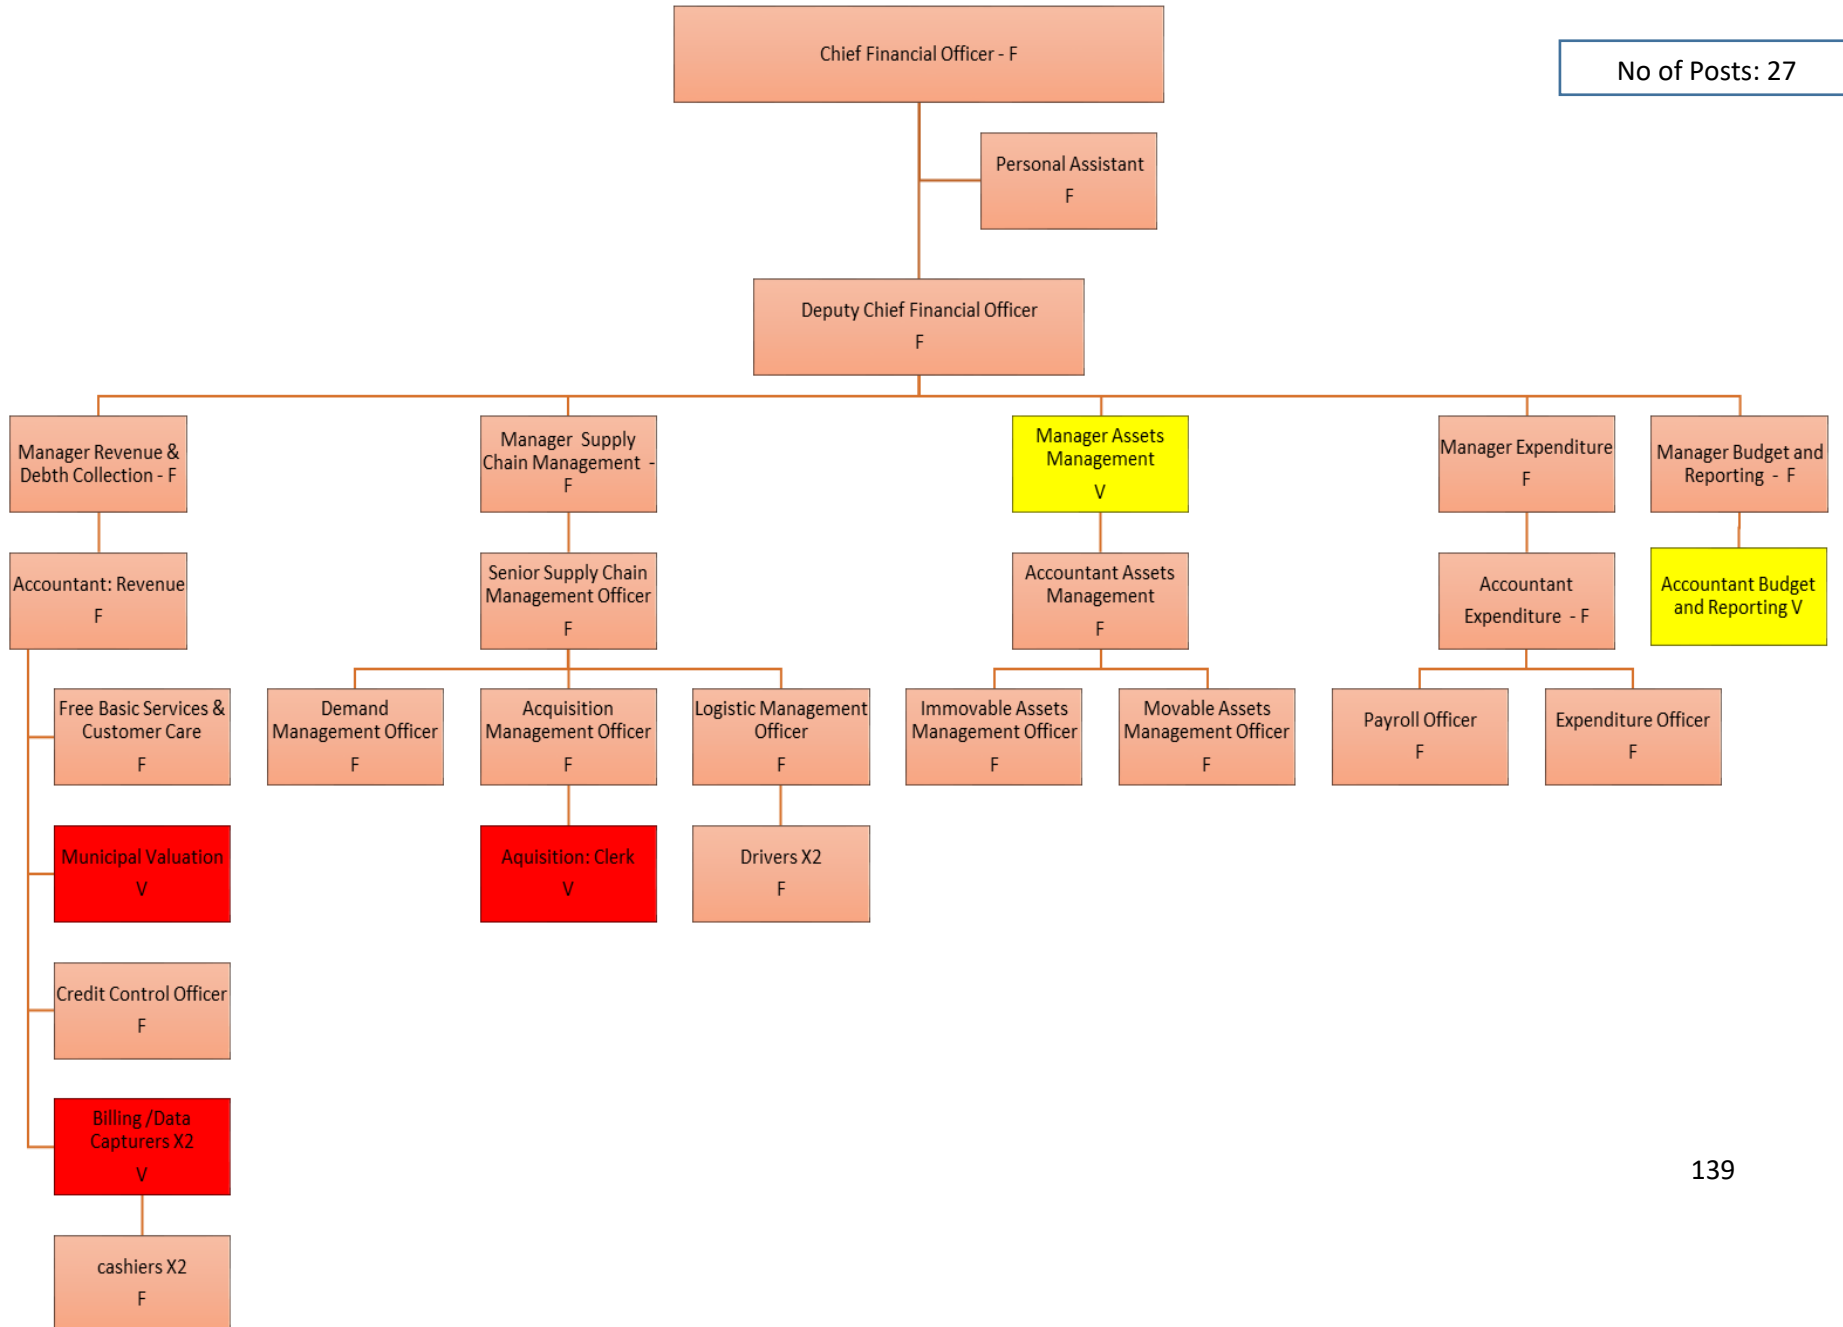 Chief Financial Officer - F
No of Posts: 27
Personal Assistant
F
Deputy Chief Financial Officer
F
Manager Revenue &
Debth Collection - F
Manager Supply
Chain Management -
F
Manager Assets
Management
V
Manager Expenditure
F
Manager Budget and
Reporting - F
Accountant: Revenue
F
Senior Supply Chain
Management Officer
F
Accountant Assets
Management
F
Accountant
Expenditure - F
Accountant Budget
and Reporting V
Free Basic Services &
Customer Care
F
Demand
Management Officer
F
Acquisition
Management Officer
F
Logistic Management
Officer
F
Immovable Assets
Management Officer
F
Movable Assets
Management Officer
F
Payroll Officer
F
Expenditure Officer
F
Municipal Valuation
V
Aquisition: Clerk
V
Drivers X2
F
Credit Control Officer
F
Billing /Data
Capturers X2
V
139
cashiers X2
F